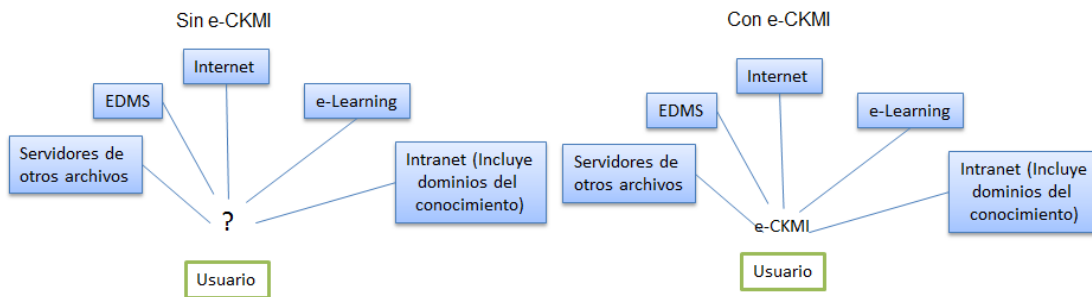 Sin e-CKMI
Internet
EDMS
e-Learning
Servidores de
otros archivos
Intranet (Incluye
dominios del
conocimiento)
?
Usuario
Con e-CKMI
Internet
EDMS
e-Learning
Servidores de
otros archivos
Intranet (Incluye
dominios del
conocimiento)
e-CKMI
Usuario